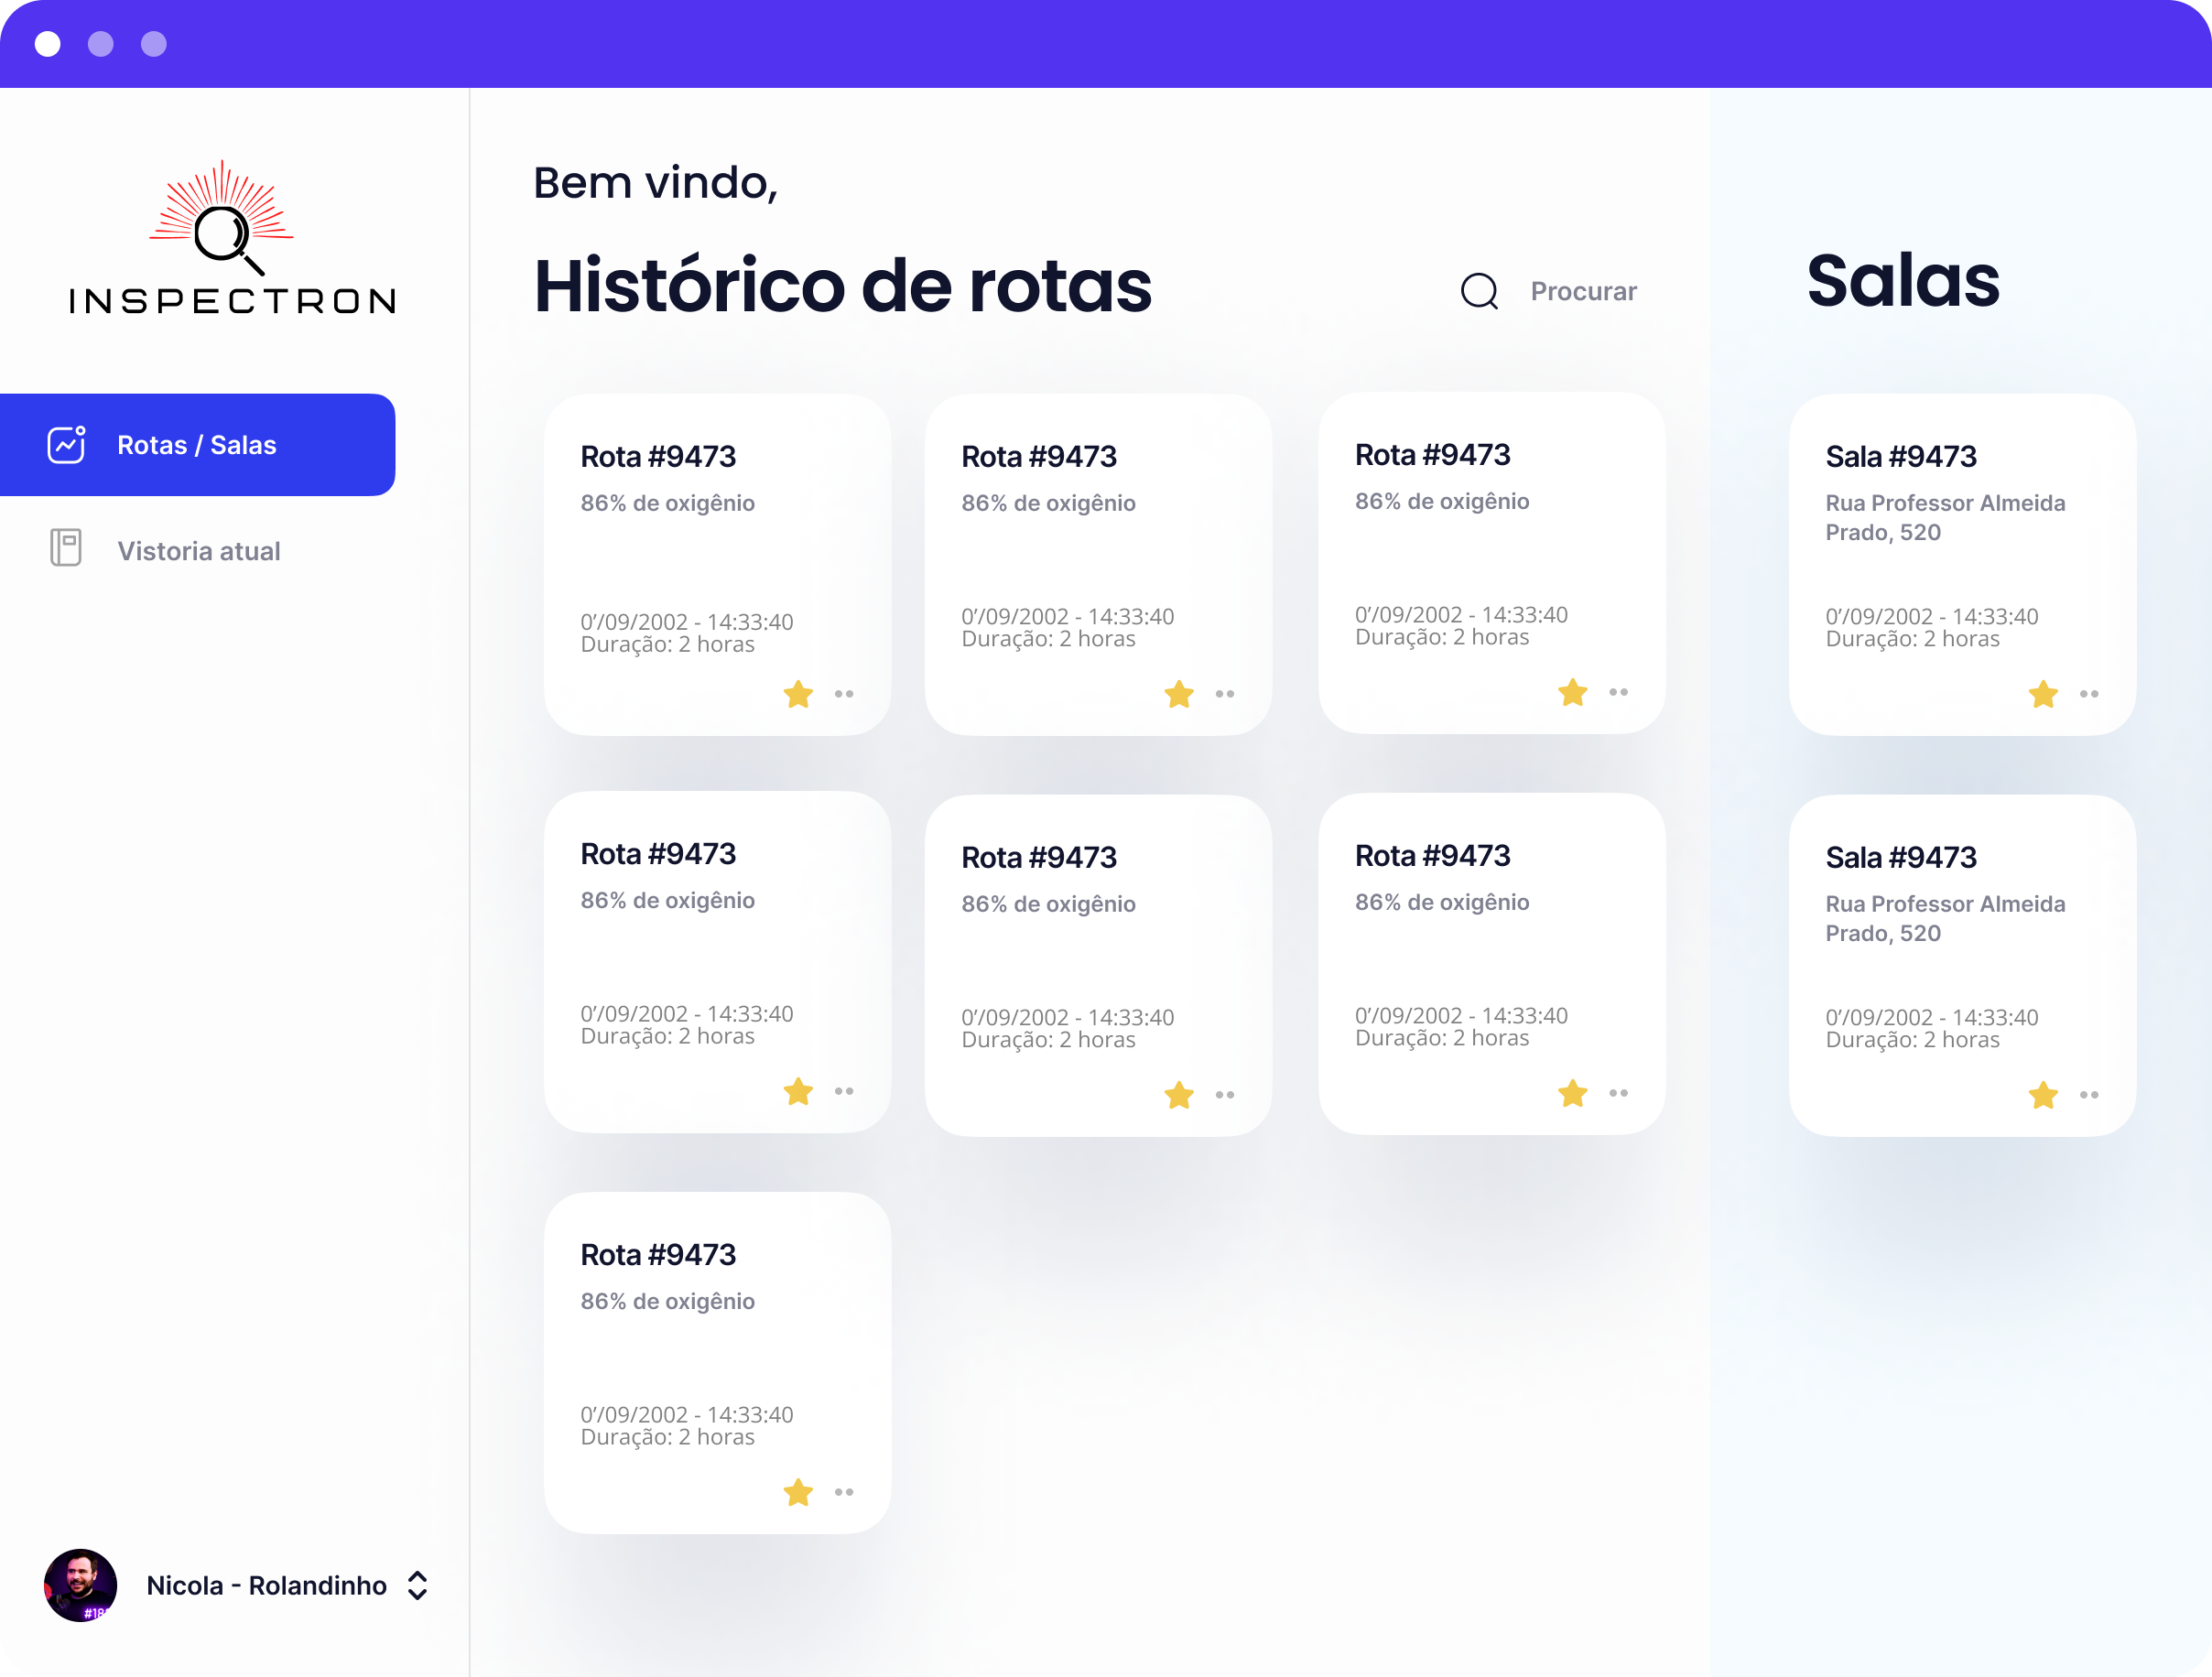 INSPECTRON
Rotas / Salas
Vistoria atual
Nicola - Rolandinho
Bem vindo,
Histórico de rotas
Procurar
Rota #9473
86% de oxigênio
0’/09/2002 - 14:33:40
Duração: 2 horas
Rota #9473
86% de oxigênio
0’/09/2002 - 14:33:40
Duração: 2 horas
Rota #9473
86% de oxigênio
0’/09/2002 - 14:33:40
Duração: 2 horas
Rota #9473
86% de oxigênio
0’/09/2002 - 14:33:40
Duração: 2 horas
Rota #9473
86% de oxigênio
0’/09/2002 - 14:33:40
Duração: 2 horas
Rota #9473
86% de oxigênio
0’/09/2002 - 14:33:40
Duração: 2 horas
Rota #9473
86% de oxigênio
0’/09/2002 - 14:33:40
Duração: 2 horas
Salas
Sala #9473
Rua Professor Almeida
Prado, 520
0’/09/2002 - 14:33:40
Duração: 2 horas
Sala #9473
Rua Professor Almeida
Prado, 520
0’/09/2002 - 14:33:40
Duração: 2 horas